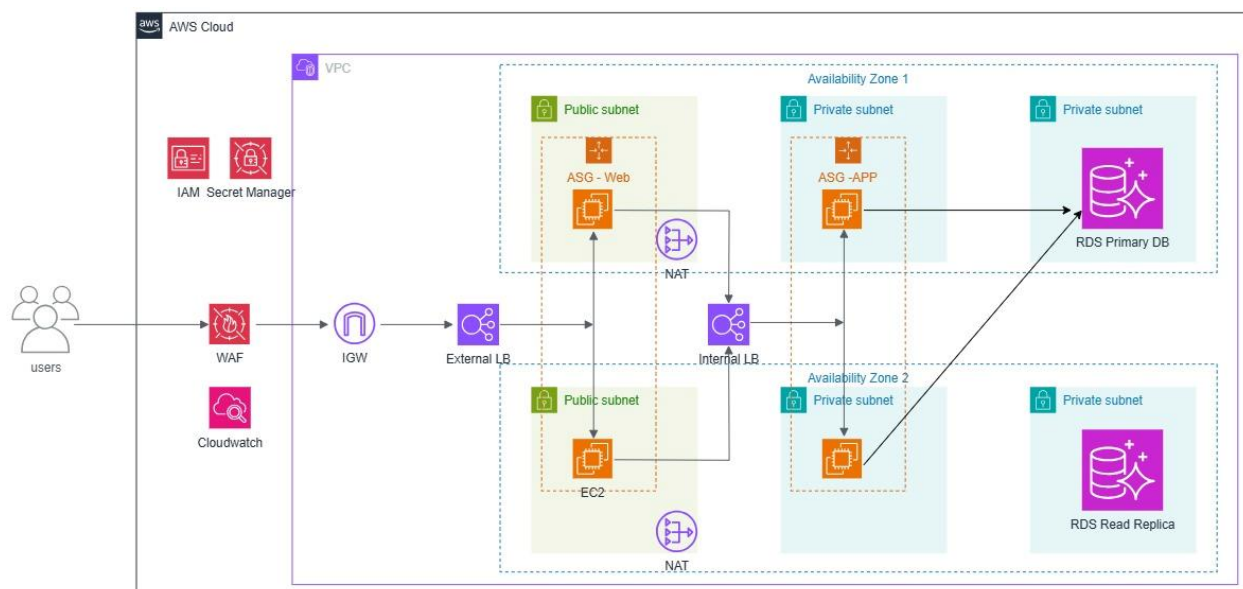 aws
AWS Cloud
VPC
Availability Zone 1
Public subnet
Private subnet
Private subnet
ASG - Web
ASG -APP
IAM
Secret Manager
RDS Primary DB
NAT
users
WAF
IGW
External LB
Internal LB
Availability Zone 2
Public subnet
Private subnet
Private subnet
Cloudwatch
EC2
RDS Read Replica
NAT